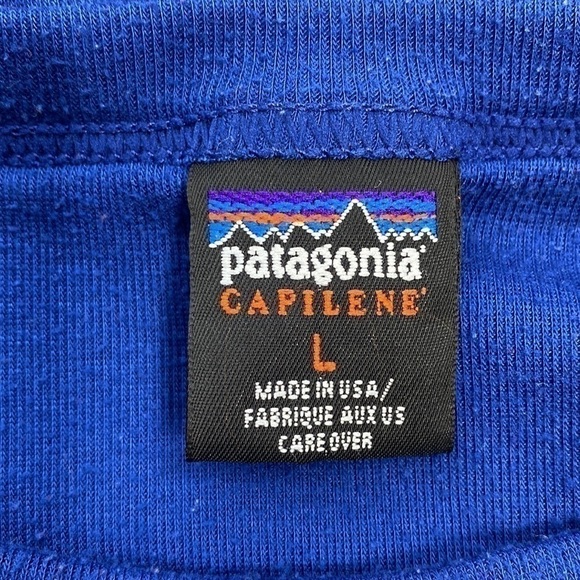 patagonia®
CAPILENE®
L
MADE IN USA/
FABRIQUE AUX US
CARE OVER